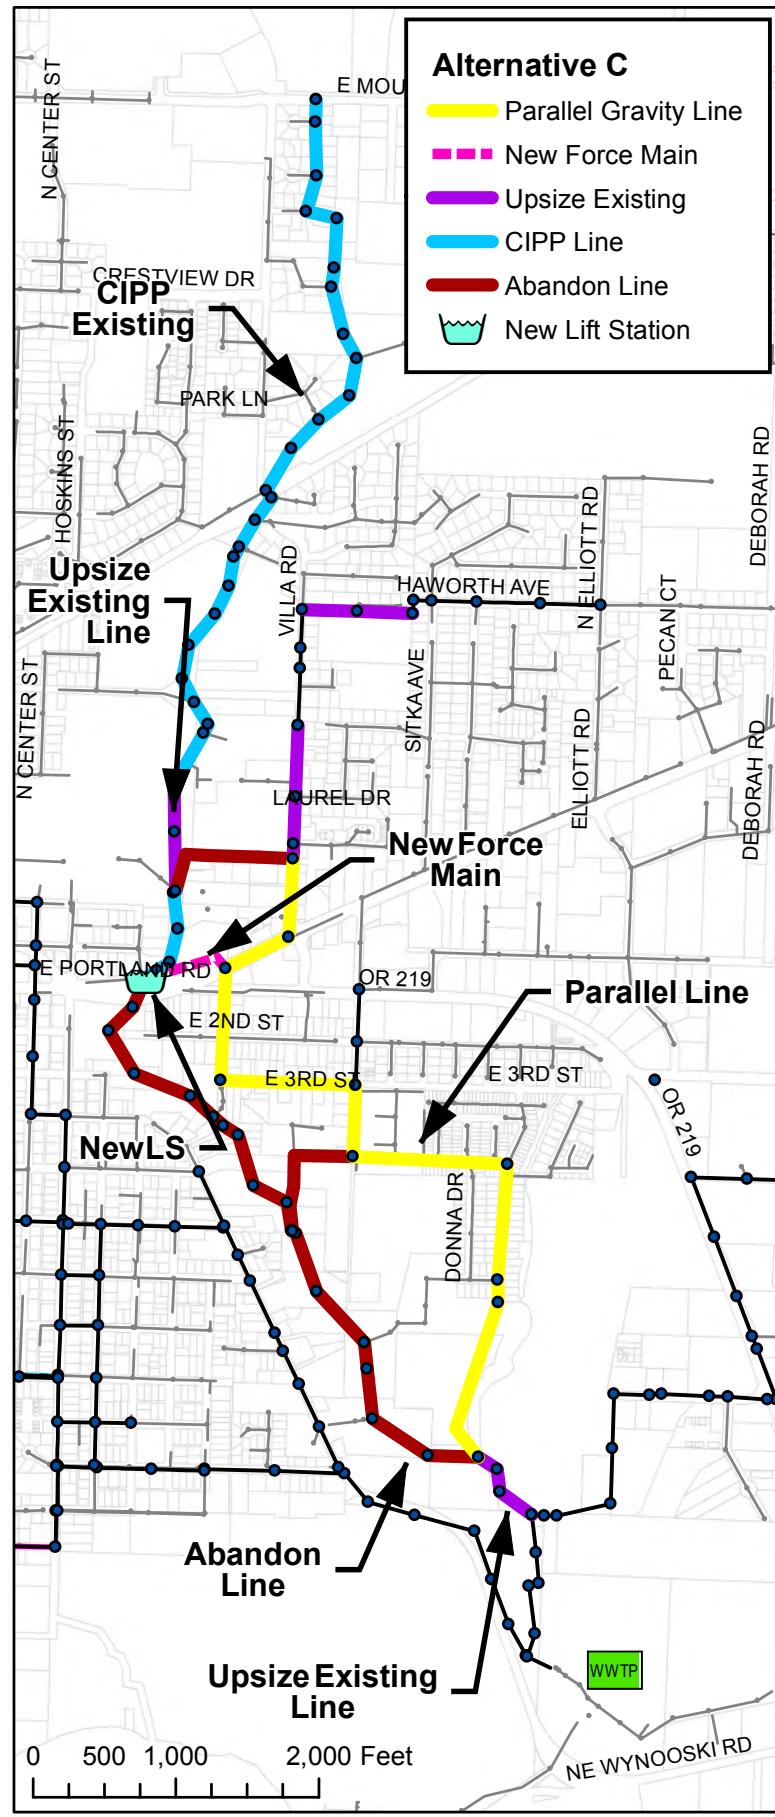 E MOU
Alternative C
Parallel Gravity Line
New Force Main
Upsize Existing
CIPP Line
Abandon Line
New Lift Station
N CENTER ST
CRESTVIEW DR
CIPP
Existing
PARK LN
HOSKINS ST
DEBORAH RD
N ELLIOTT RD
Upsize
Existing
Line
VILLA RD
HAWORTH AVE
PECAN CT
SITKA AVE
N CENTER ST
ELLIOTT RD
DEBORAH RD
LAUREL DR
New Force
Main
E PORTLAND RD
OR 219
Parallel Line
E 2ND ST
E 3RD ST
E 3RD ST
OR 219
New LS
DONNA DR
Abandon
Line
Upsize Existing
Line
WWTP
NE WYNOOSKI RD
0 500 1,000 2,000 Feet